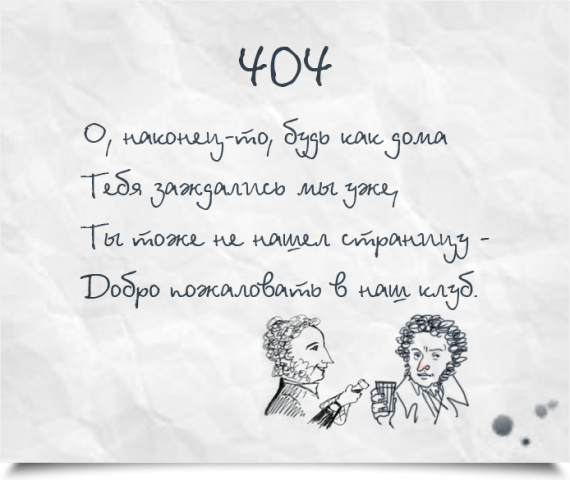 404
О, наконец-то, будь как дома
Тебя заждались мы уже,
Ты тоже не нашел страницу -
Добро пожаловать в наш клуб.